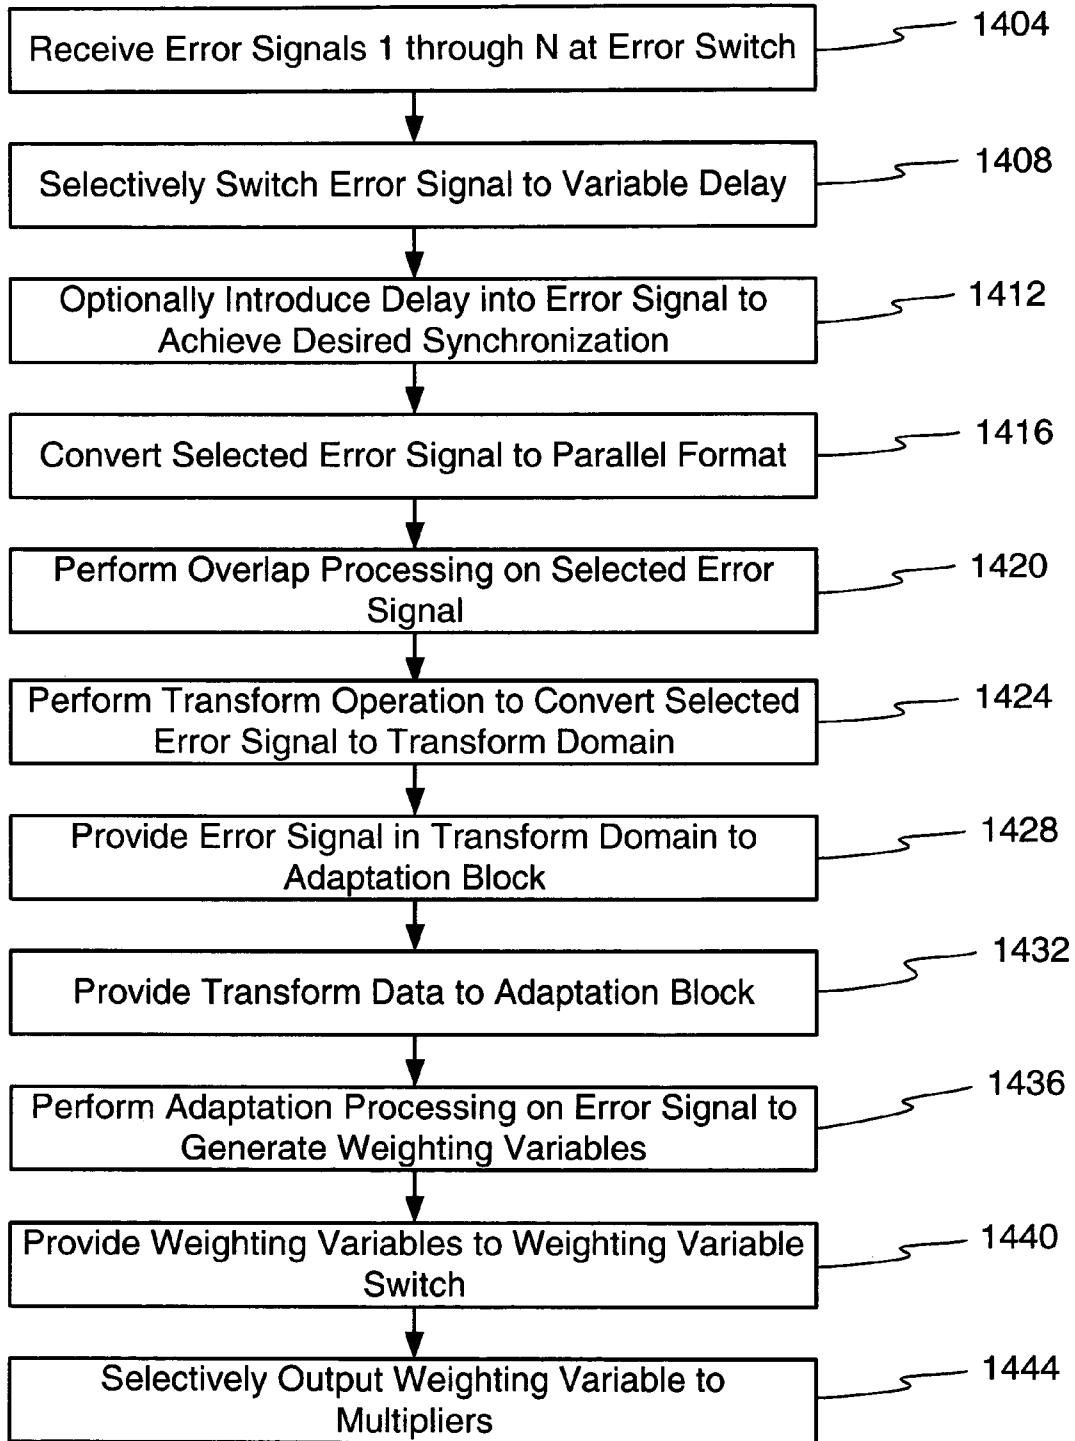 Receive Error Signals 1 through N at Error Switch
1404
Selectively Switch Error Signal to Variable Delay
1408
Optionally Introduce Delay into Error Signal to
Achieve Desired Synchronization
1412
Convert Selected Error Signal to Parallel Format
1416
Perform Overlap Processing on Selected Error
Signal
1420
Perform Transform Operation to Convert Selected
Error Signal to Transform Domain
1424
Provide Error Signal in Transform Domain to
Adaptation Block
1428
Provide Transform Data to Adaptation Block
1432
Perform Adaptation Processing on Error Signal to
Generate Weighting Variables
1436
Provide Weighting Variables to Weighting Variable
Switch
1440
Selectively Output Weighting Variable to
Multipliers
1444